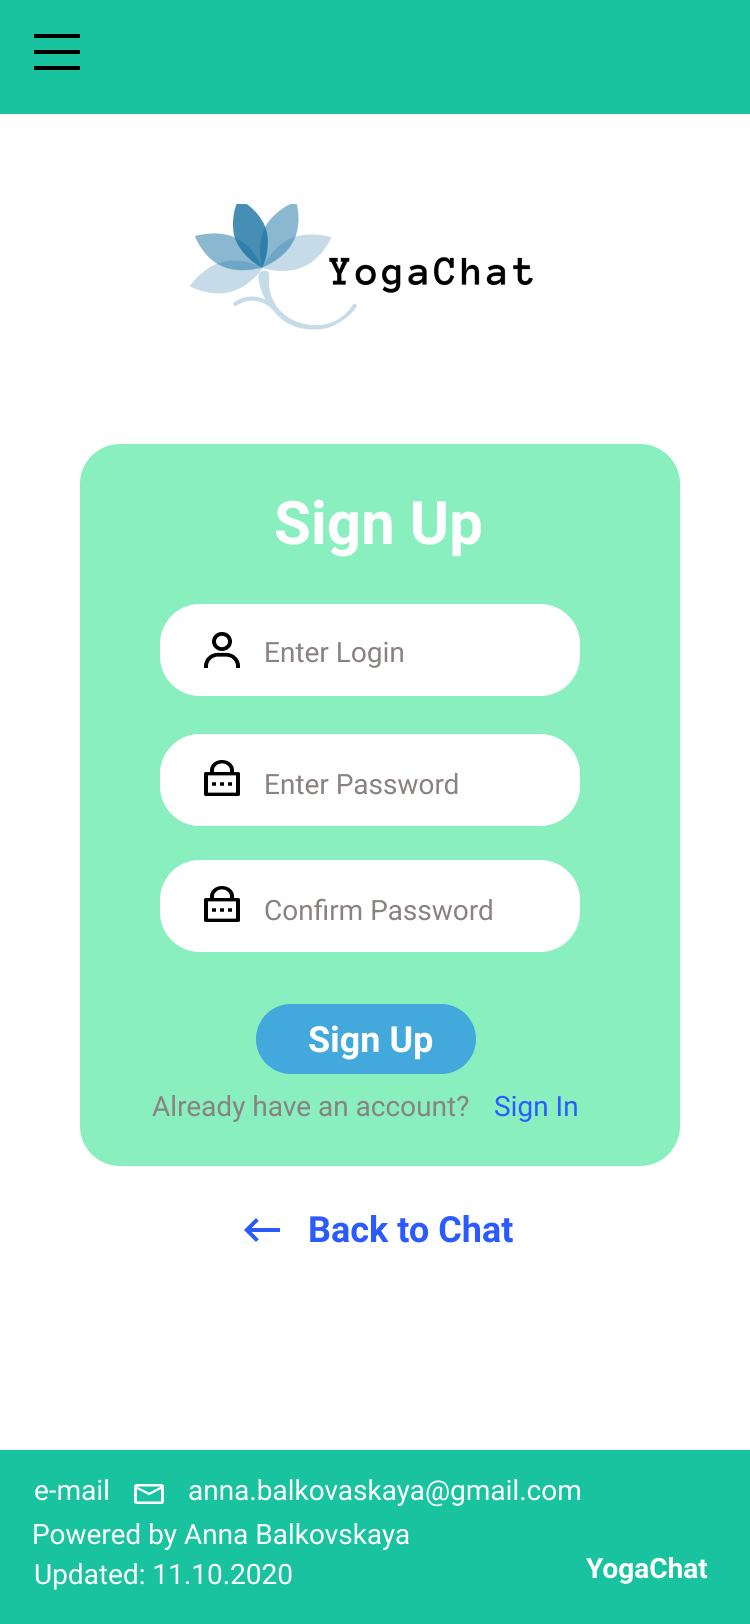 YogaChat
Sign Up
Enter Login
Enter Password
Confirm Password
Sign Up
Already have an account? Sign In
Back to Chat
e-mail anna.balkovaskaya@gmail.com
Powered by Anna Balkovskaya
Updated: 11.10.2020
YogaChat